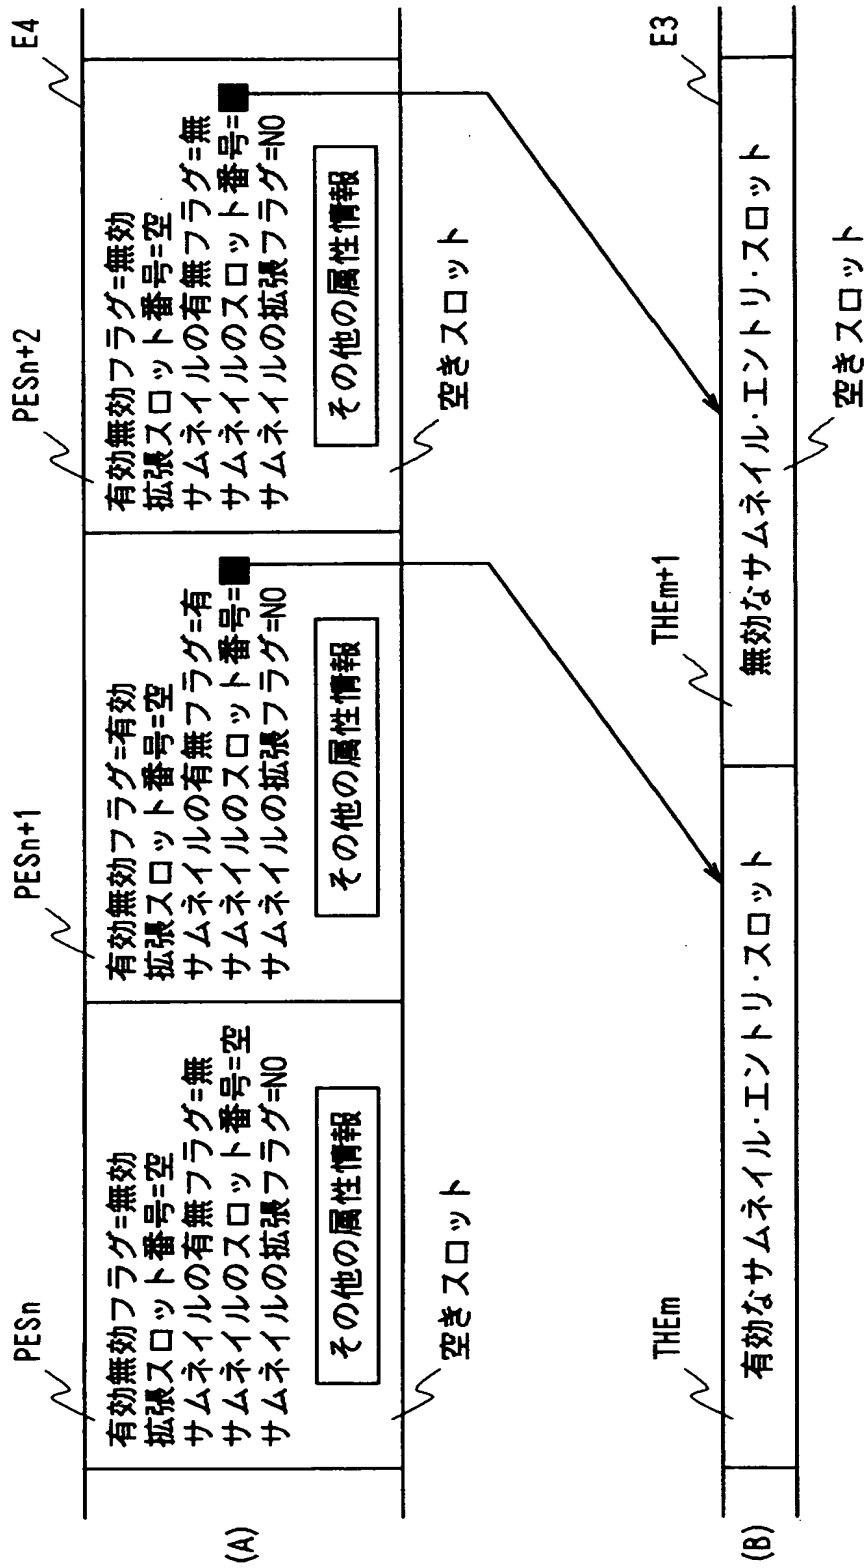 (A)
PESn
有効無効フラグ=無効
拡張スロット番号=空
サムネイルの有無フラグ=無
サムネイルのスロット番号=空
サムネイルの拡張フラグ=NO
その他の属性情報
空きスロット
PESn+1
有効無効フラグ=有効
拡張スロット番号=空
サムネイルの有無フラグ=有
サムネイルのスロット番号=■
サムネイルの拡張フラグ=NO
その他の属性情報
PESn+2
有効無効フラグ=無効
拡張スロット番号=空
サムネイルの有無フラグ=無
サムネイルのスロット番号=■
サムネイルの拡張フラグ=NO
その他の属性情報
空きスロット
E4
(B)
THEm
有効なサムネイル・エントリ・スロット
THEm+1
無効なサムネイル・エントリ・スロット
空きスロット
E3